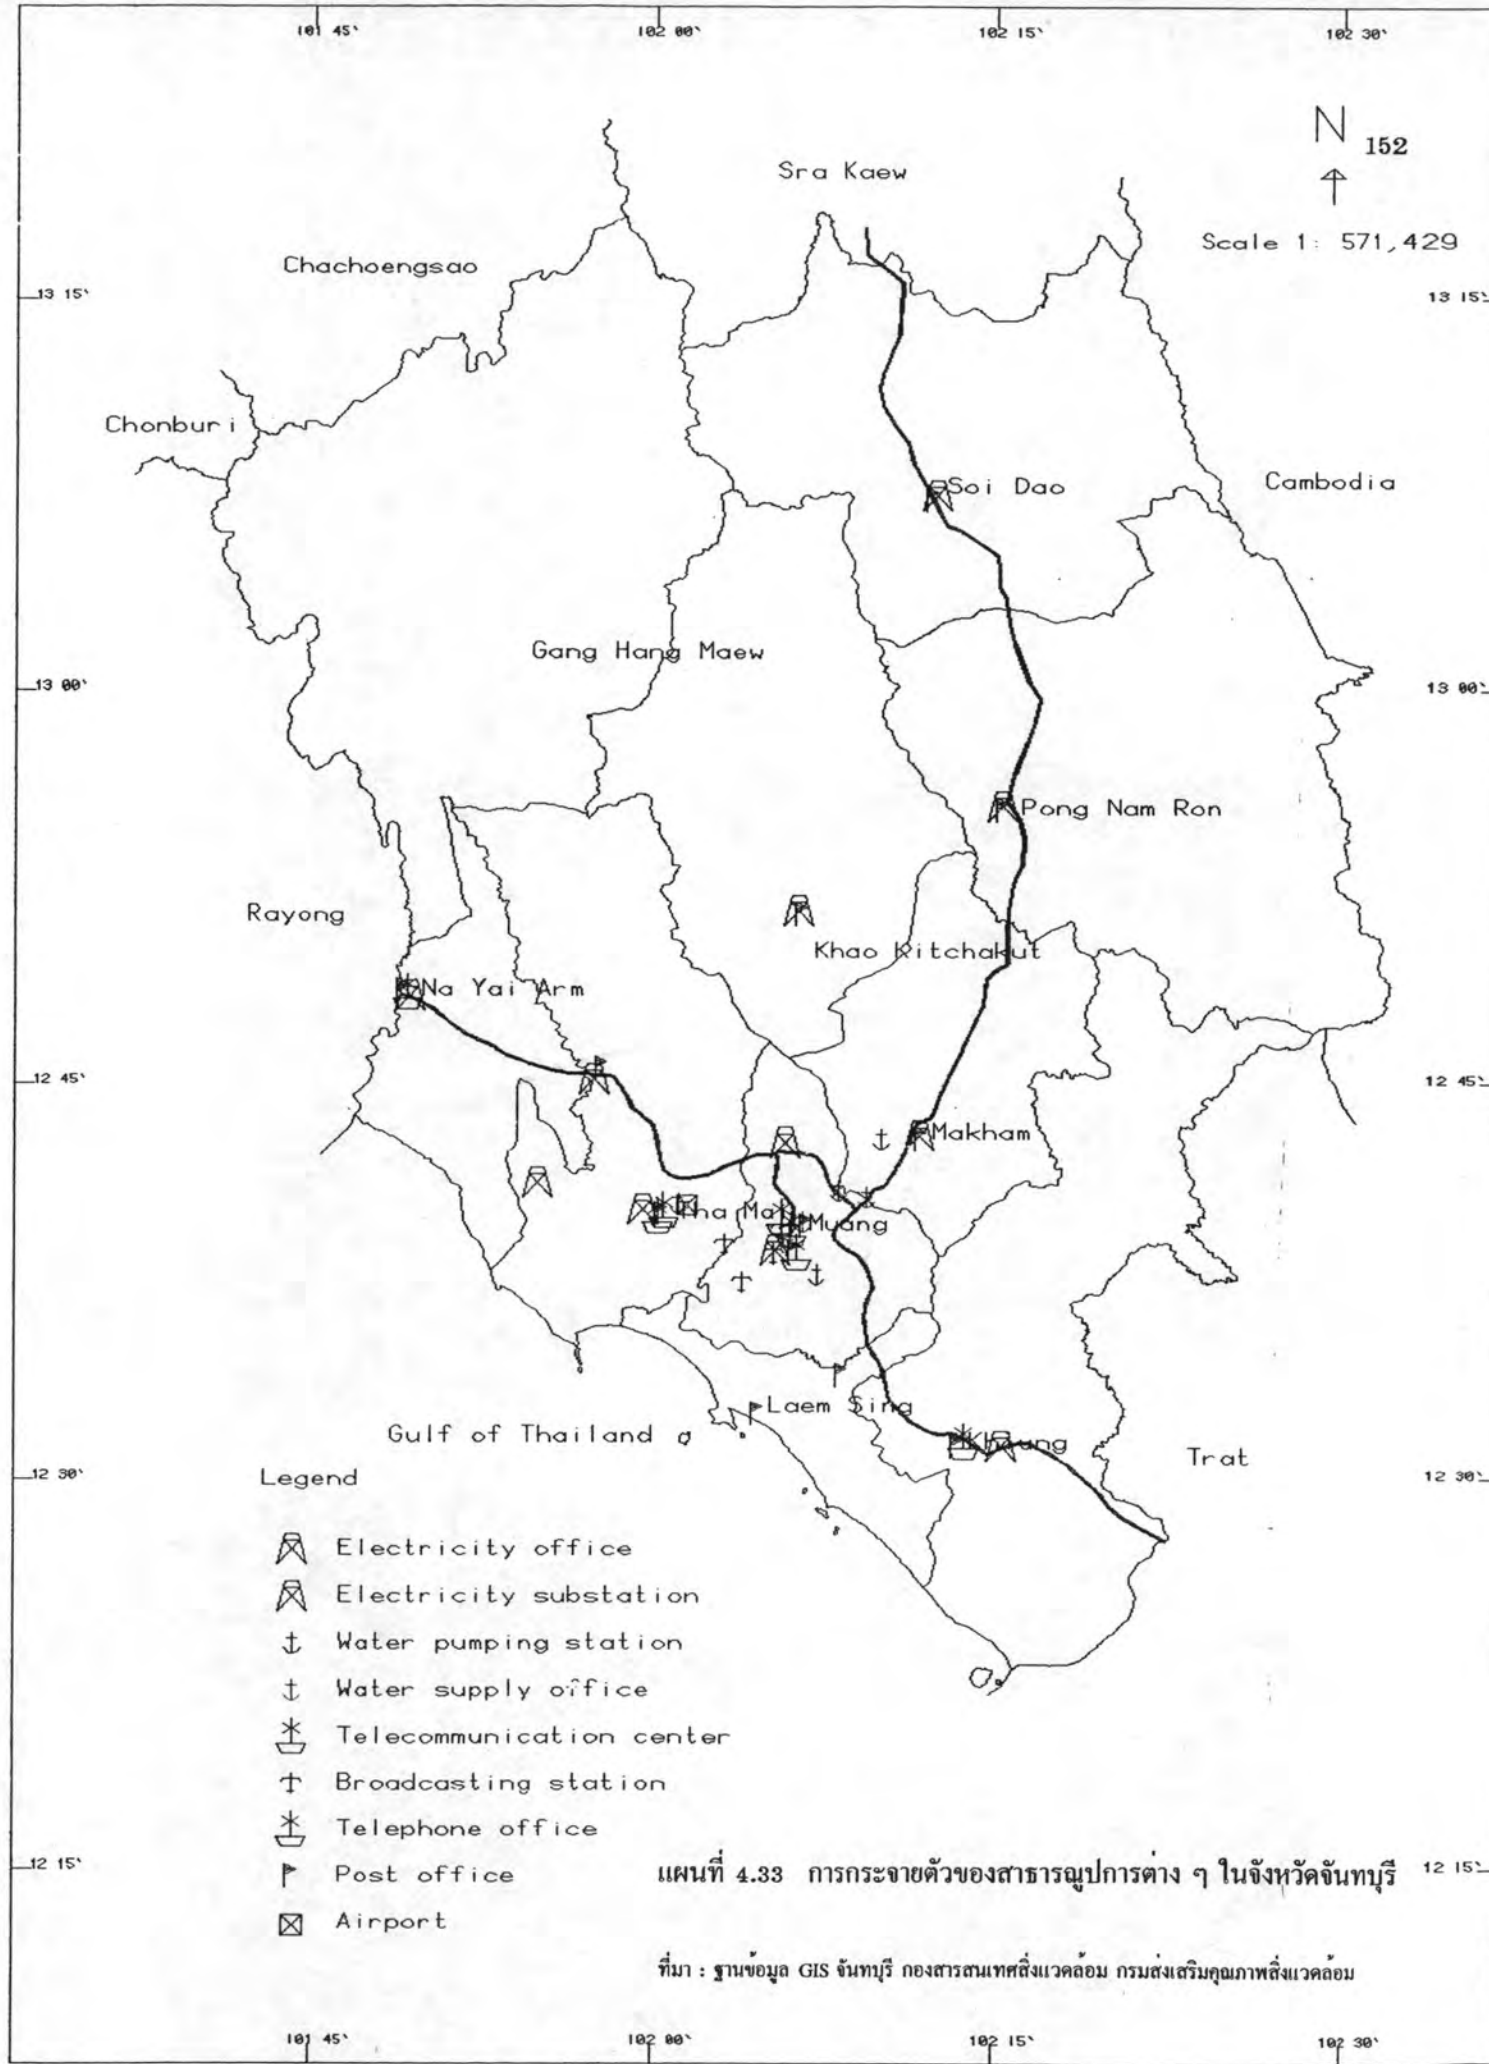 101 45' 102 00' 102 15' 102 30'
N
152
Sra Kaew
Scale 1: 571,429
Chachoengsao
13 15' 13 15'
Chonburi
Soi Dao
Cambodia
Gang Hang Maew
13 00' 13 00'
Pong Nam Ron
Rayong
Khao Kitchakut
Na Yai Arm
12 45' 12 45'
Makham
Tha Mai
Muang
Laem Sing
Gulf of Thailand
Khlung
Trat
12 30' 12 30'
Legend
Electricity office
Electricity substation
Water pumping station
Water supply office
Telecommunication center
Broadcasting station
Telephone office
12 15' 12 15'
Post office
แผนที่ 4.33 การกระจายตัวของสาธารณูปการต่าง ๆ ในจังหวัดจันทบุรี
Airport
ที่มา : ฐานข้อมูล GIS จันทบุรี กองสารสนเทศสิ่งแวดล้อม กรมส่งเสริมคุณภาพสิ่งแวดล้อม
101 45' 102 00' 102 15' 102 30'